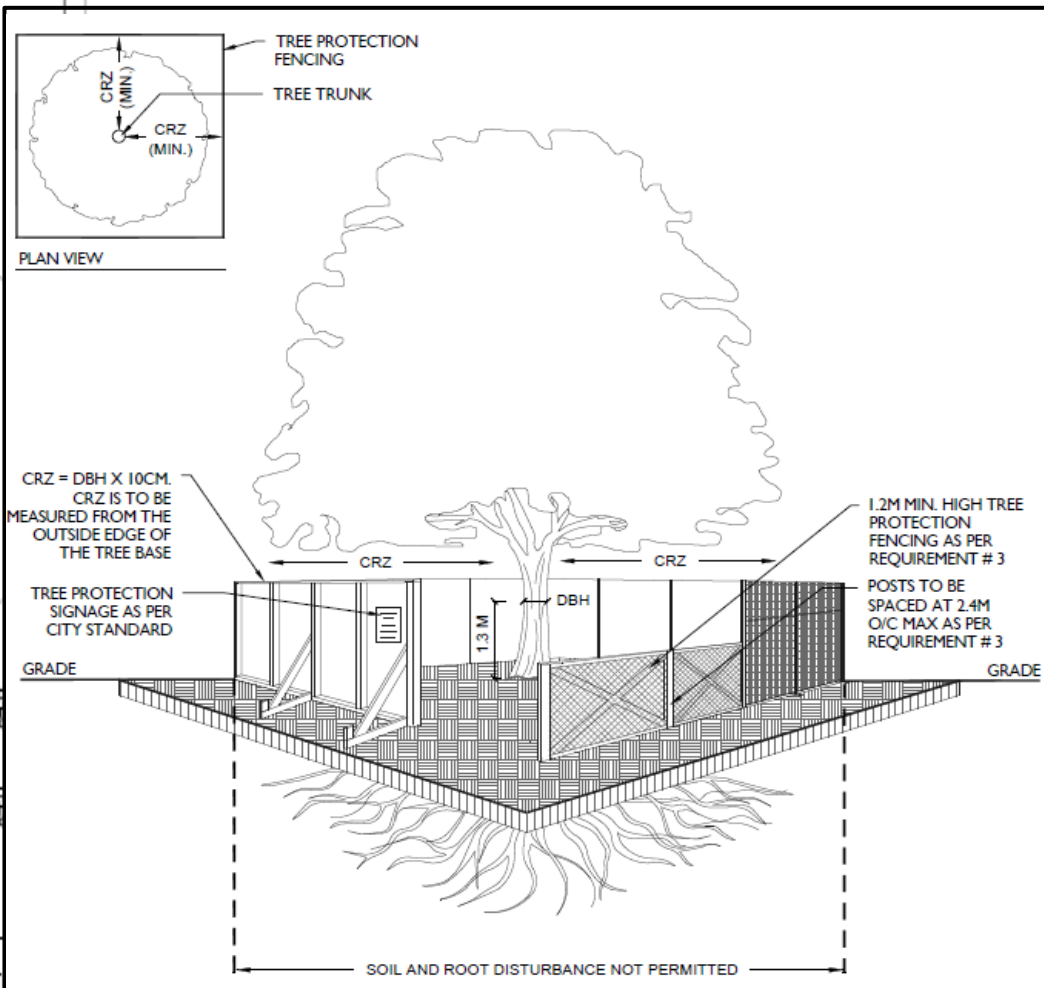 TREE PROTECTION
FENCING
TREE TRUNK
CRZ
(MIN.)
CRZ
(MIN.)
PLAN VIEW
CRZ = DBH X 10CM.
CRZ IS TO BE
MEASURED FROM THE
OUTSIDE EDGE OF
THE TREE BASE
TREE PROTECTION
SIGNAGE AS PER
CITY STANDARD
GRADE
CRZ
CRZ
DBH
1.3 M
1.2M MIN. HIGH TREE
PROTECTION
FENCING AS PER
REQUIREMENT # 3
POSTS TO BE
SPACED AT 2.4M
O/C MAX AS PER
REQUIREMENT # 3
GRADE
SOIL AND ROOT DISTURBANCE NOT PERMITTED